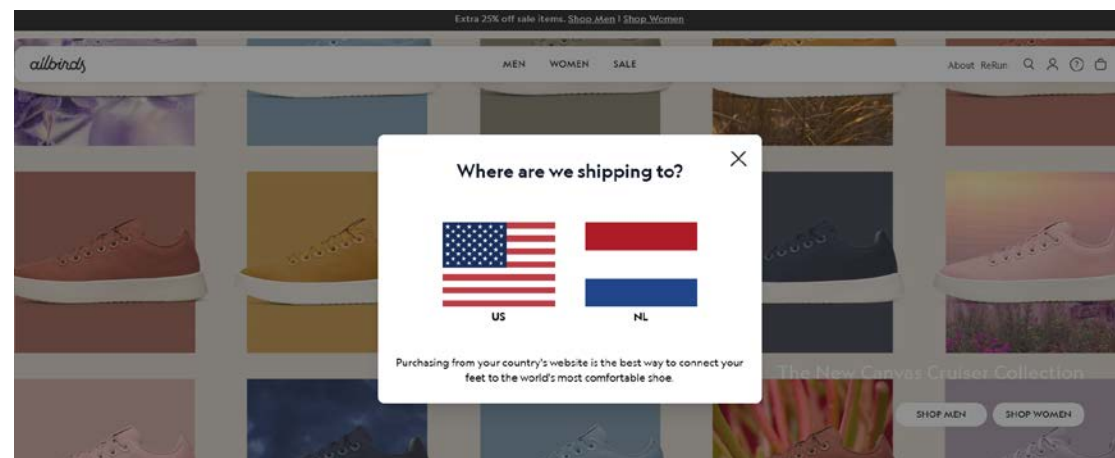 Extra 25% off sale items. Shop Men | Shop Women
allbirds
MEN WOMEN SALE
About ReRun
Where are we shipping to?
US NL
Purchasing from your country's website is the best way to connect your
feet to the world's most comfortable shoe.
The New Canvas Cruiser Collection
SHOP MEN SHOP WOMEN